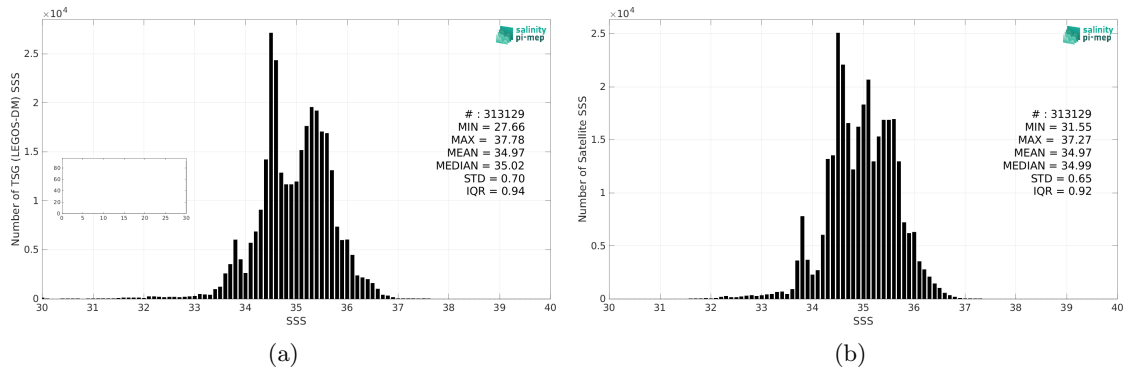 ×10⁴
salinity
pi-mep
# : 313129
MIN = 27.66
MAX = 37.78
MEAN = 34.97
MEDIAN = 35.02
STD = 0.70
IQR = 0.94
Number of TSG (LEGOS-DM) SSS
2.5
2
1.5
1
0.5
0
80
60
40
20
0
0 5 10 15 20 25 30
30 31 32 33 34 35 36 37 38 39 40
SSS
(a)
×10⁴
salinity
pi-mep
# : 313129
MIN = 31.55
MAX = 37.27
MEAN = 34.97
MEDIAN = 34.99
STD = 0.65
IQR = 0.92
Number of Satellite SSS
2.5
2
1.5
1
0.5
0
30 31 32 33 34 35 36 37 38 39 40
SSS
(b)